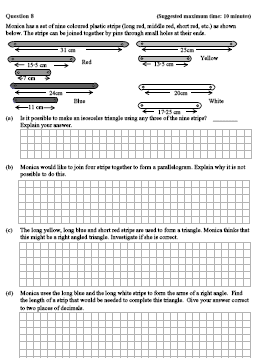 Question 8 (Suggested maximum time: 10 minutes)
Monica has a set of nine coloured plastic strips (long red, middle red, short red, etc.) as shown
below. The strips can be joined together by pins through small holes at their ends.
31 cm
25cm
15·5 cm
Red
13·5 cm
Yellow
7 cm
24cm
20cm
11 cm
Blue
White
17·25 cm
(a) Is it possible to make an isosceles triangle using any three of the nine strips?
Explain your answer.
(b) Monica would like to join four strips together to form a parallelogram. Explain why it is not
possible to do this.
(c) The long yellow, long blue and short red strips are used to form a triangle. Monica thinks that
this might be a right angled triangle. Investigate if she is correct.
(d) Monica uses the long blue and the long white strips to form the arms of a right angle. Find
the length of a strip that would be needed to complete this triangle. Give your answer correct
to two places of decimals.